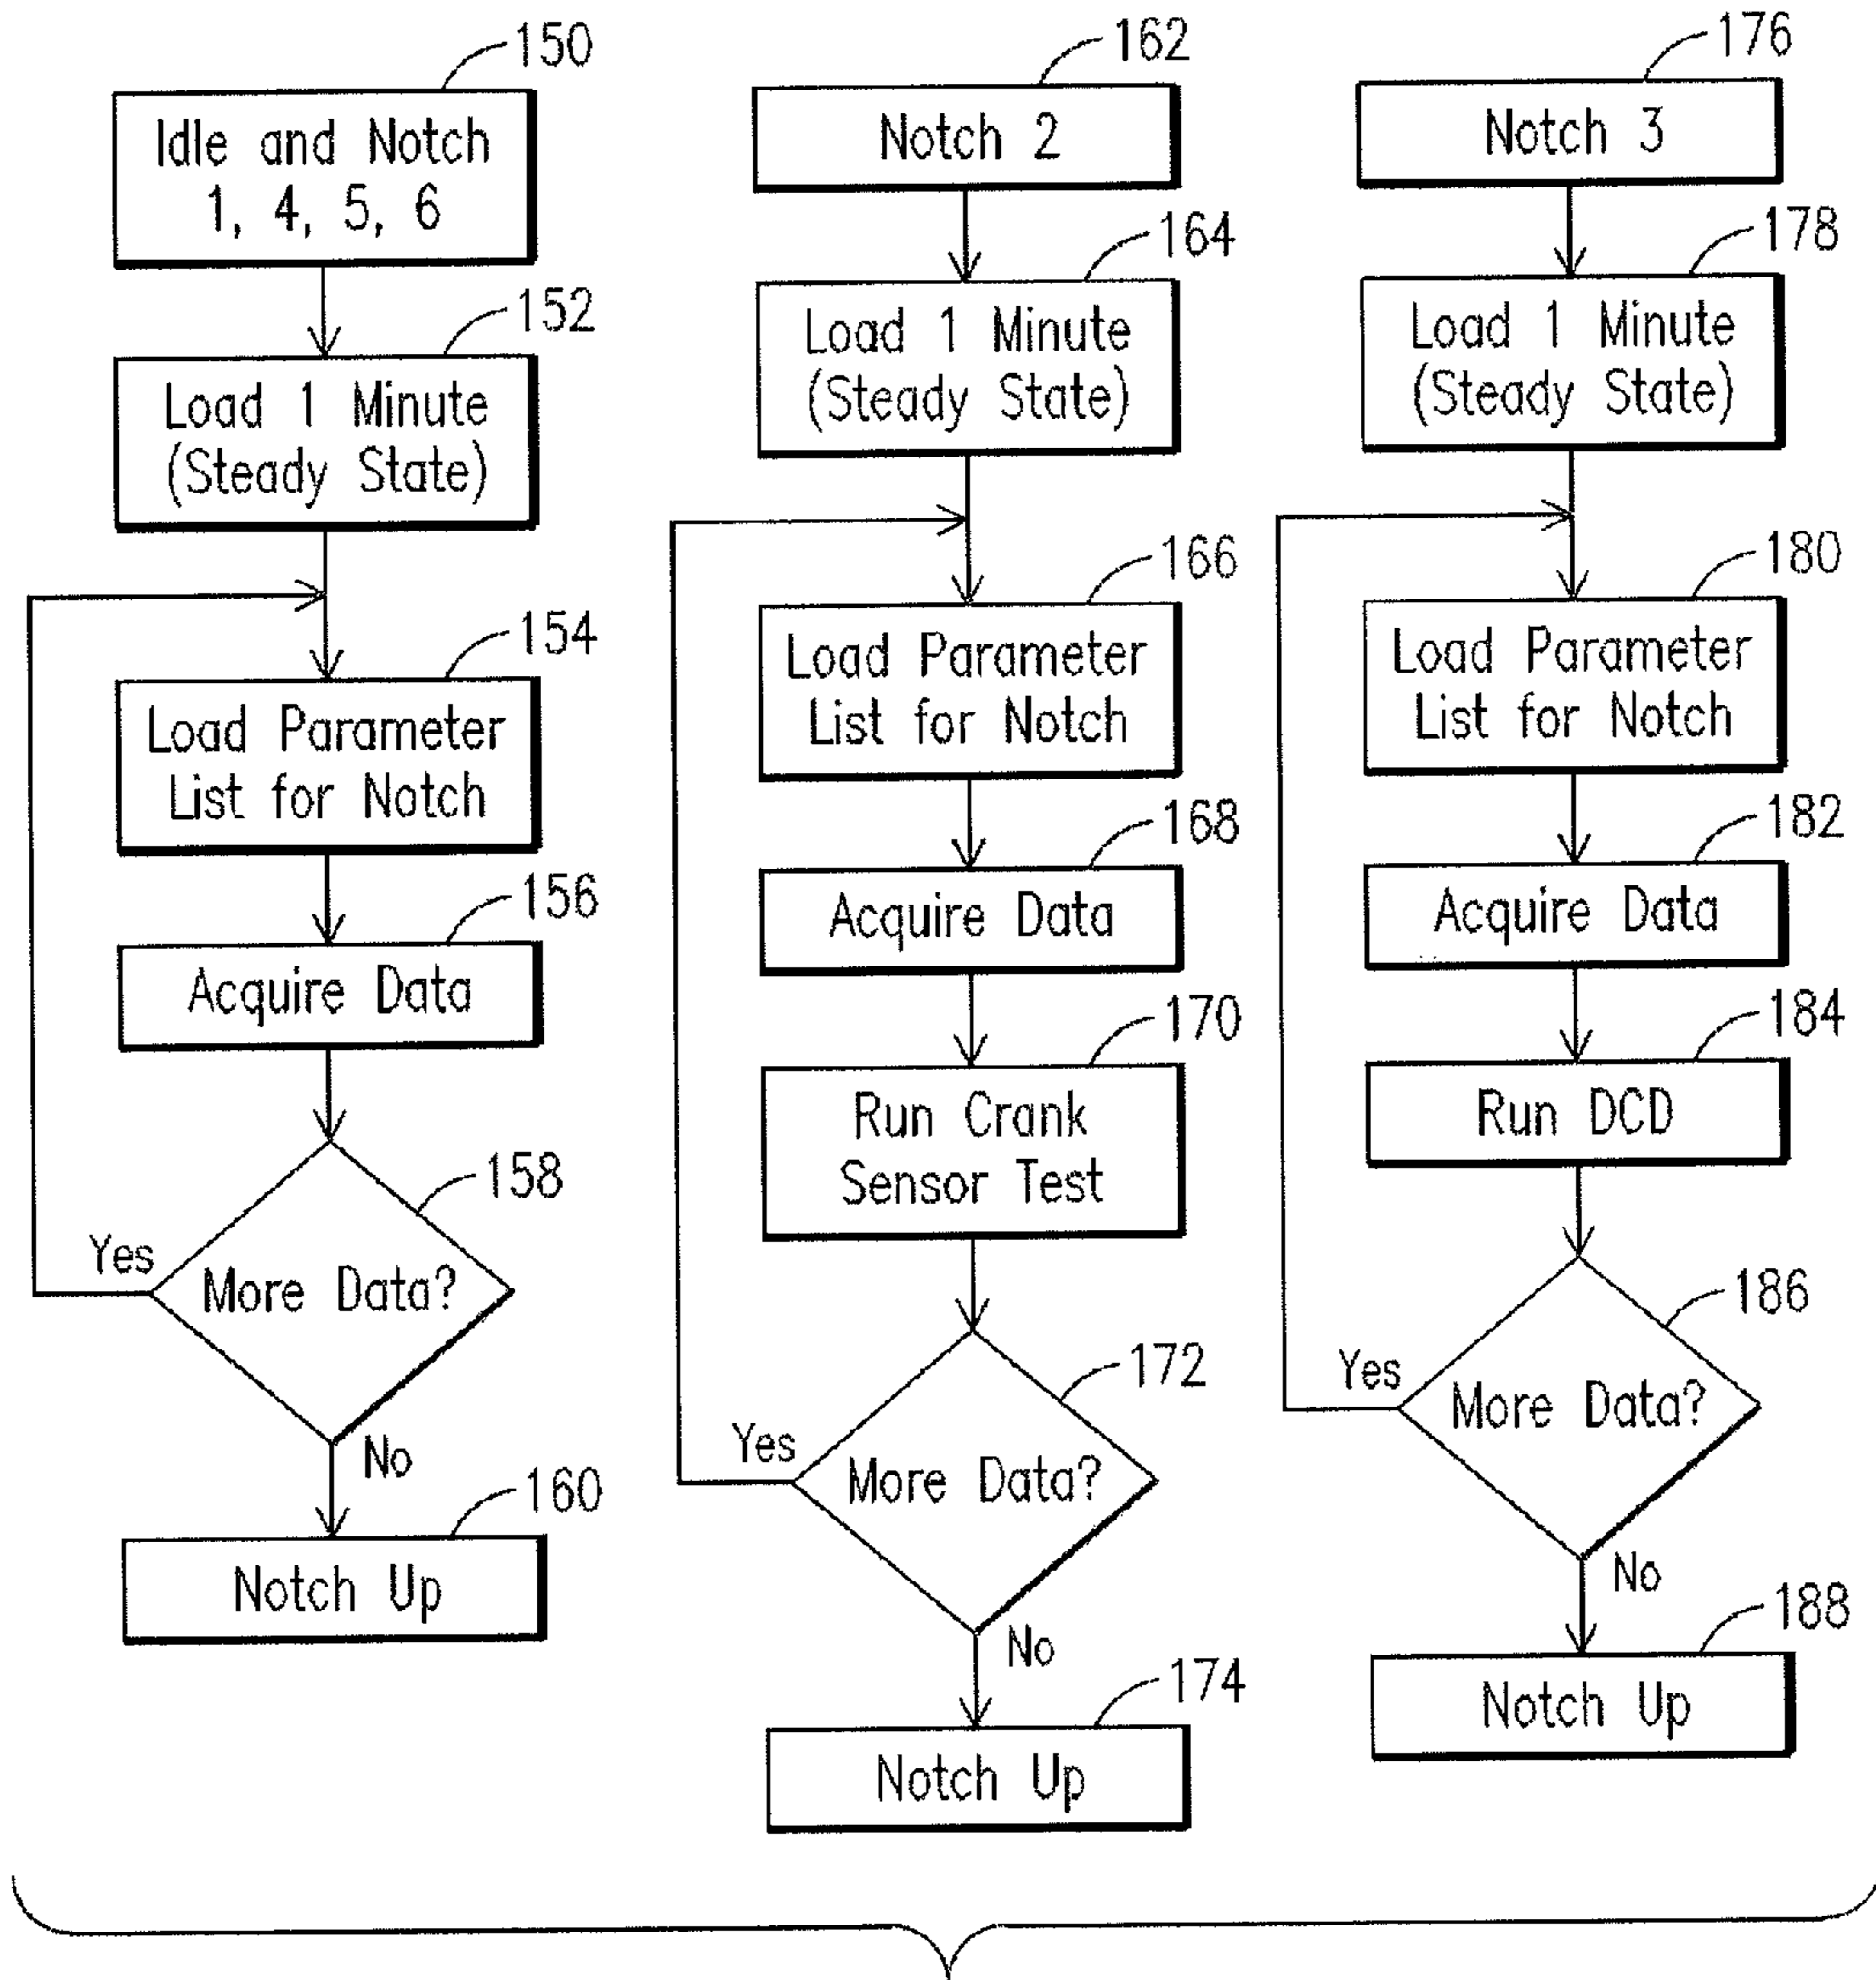 150
Idle and Notch
1, 4, 5, 6
152
Load 1 Minute
(Steady State)
154
Load Parameter
List for Notch
156
Acquire Data
158
Yes
More Data?
No
160
Notch Up
162
Notch 2
164
Load 1 Minute
(Steady State)
166
Load Parameter
List for Notch
168
Acquire Data
170
Run Crank
Sensor Test
172
Yes
More Data?
No
174
Notch Up
176
Notch 3
178
Load 1 Minute
(Steady State)
180
Load Parameter
List for Notch
182
Acquire Data
184
Run DCD
186
Yes
More Data?
No
188
Notch Up